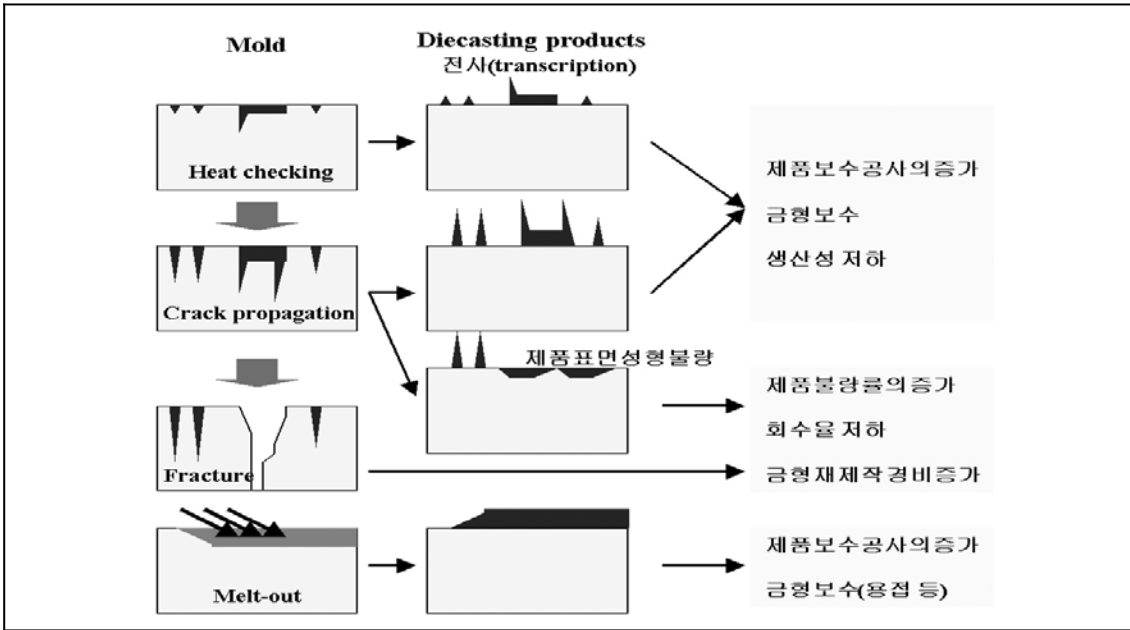 Mold
Diecasting products
전사(transcription)
Heat checking
제품보수공사의증가
금형보수
생산성 저하
Crack propagation
제품표면성형불량
제품불량률의증가
회수율 저하
금형재제작경비증가
Fracture
Melt-out
제품보수공사의증가
금형보수(용접 등)